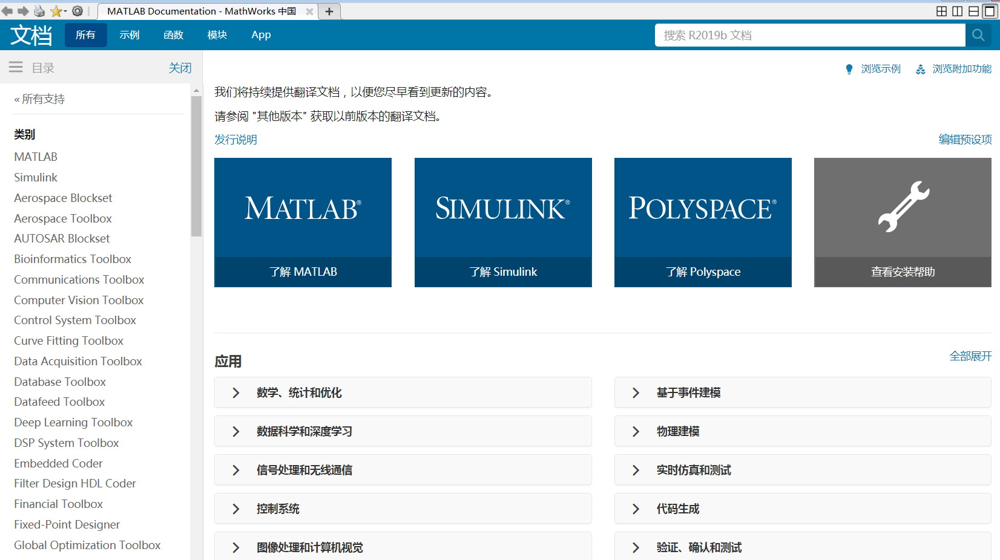 MATLAB Documentation - MathWorks 中国
文档
所有
示例
函数
模块
App
搜索 R2019b 文档
目录
关闭
« 所有支持
类别
MATLAB
Simulink
Aerospace Blockset
Aerospace Toolbox
AUTOSAR Blockset
Bioinformatics Toolbox
Communications Toolbox
Computer Vision Toolbox
Control System Toolbox
Curve Fitting Toolbox
Data Acquisition Toolbox
Database Toolbox
Datafeed Toolbox
Deep Learning Toolbox
DSP System Toolbox
Embedded Coder
Filter Design HDL Coder
Financial Toolbox
Fixed-Point Designer
Global Optimization Toolbox
浏览示例
浏览附加功能
我们将持续提供翻译文档，以便您尽早看到更新的内容。
请参阅 "其他版本" 获取以前版本的翻译文档。
发行说明
编辑预设项
MATLAB®
了解 MATLAB
SIMULINK®
了解 Simulink
POLYSPACE®
了解 Polyspace
查看安装帮助
应用
全部展开
数学、统计和优化
基于事件建模
数据科学和深度学习
物理建模
信号处理和无线通信
实时仿真和测试
控制系统
代码生成
图像处理和计算机视觉
验证、确认和测试